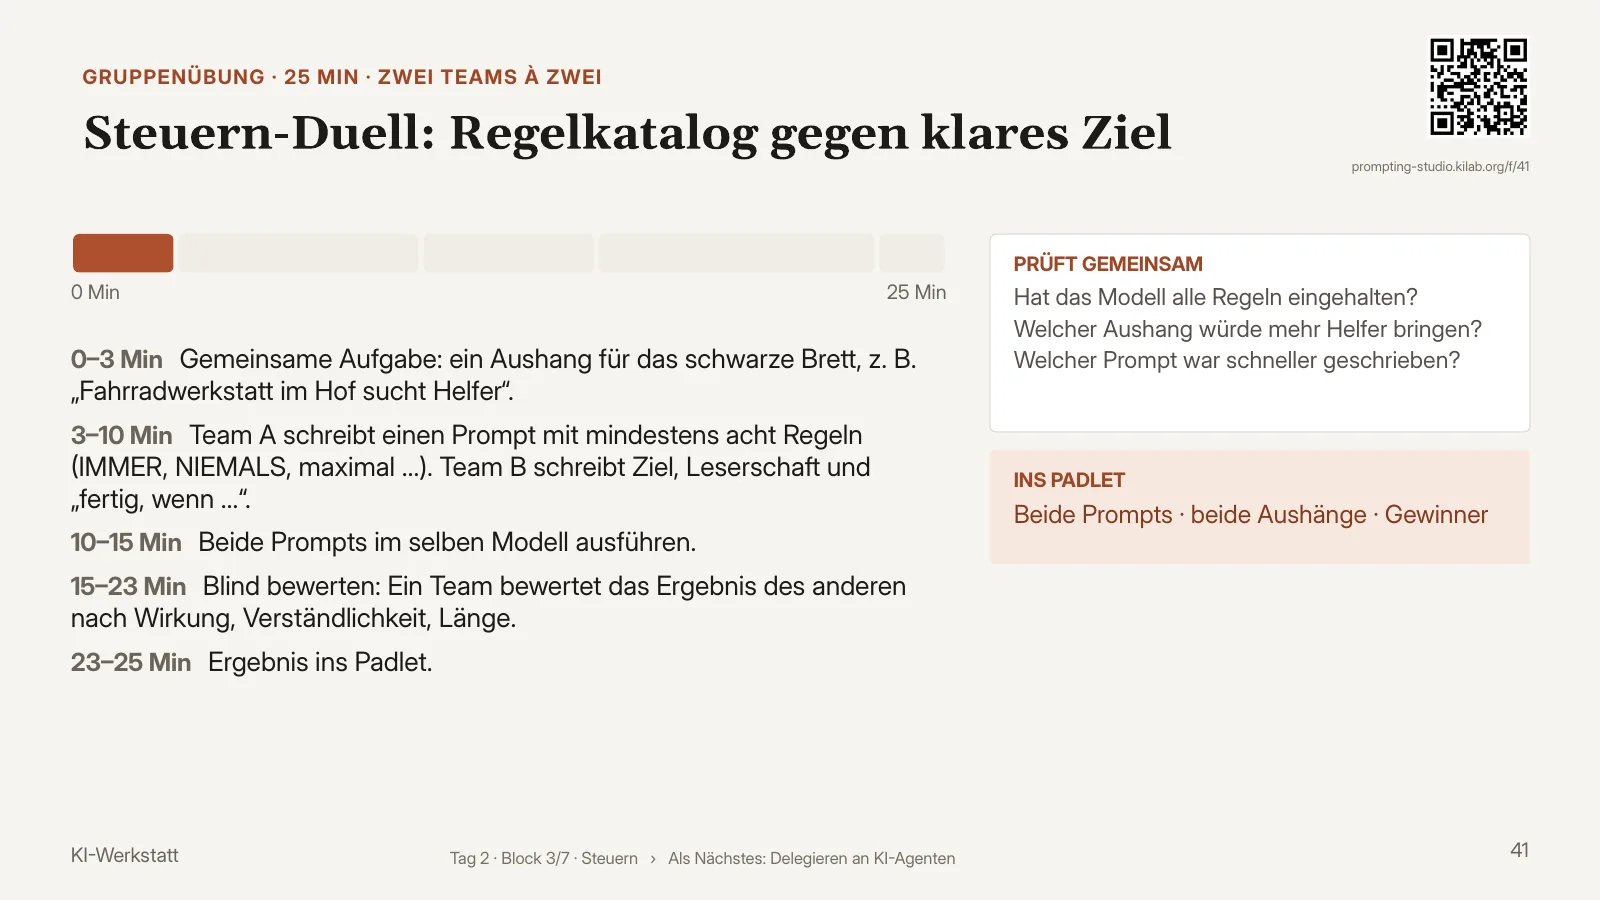 GRUPPENÜBUNG · 25 MIN · ZWEI TEAMS À ZWEI
Steuern-Duell: Regelkatalog gegen klares Ziel
prompting-studio.kilab.org/f/41
0 Min
25 Min
0–3 Min Gemeinsame Aufgabe: ein Aushang für das schwarze Brett, z. B.
„Fahrradwerkstatt im Hof sucht Helfer“.
3–10 Min Team A schreibt einen Prompt mit mindestens acht Regeln
(IMMER, NIEMALS, maximal ...). Team B schreibt Ziel, Leserschaft und
„fertig, wenn ...“.
10–15 Min Beide Prompts im selben Modell ausführen.
15–23 Min Blind bewerten: Ein Team bewertet das Ergebnis des anderen
nach Wirkung, Verständlichkeit, Länge.
23–25 Min Ergebnis ins Padlet.
PRÜFT GEMEINSAM
Hat das Modell alle Regeln eingehalten?
Welcher Aushang würde mehr Helfer bringen?
Welcher Prompt war schneller geschrieben?
INS PADLET
Beide Prompts · beide Aushänge · Gewinner
KI-Werkstatt
Tag 2 · Block 3/7 · Steuern › Als Nächstes: Delegieren an KI-Agenten
41